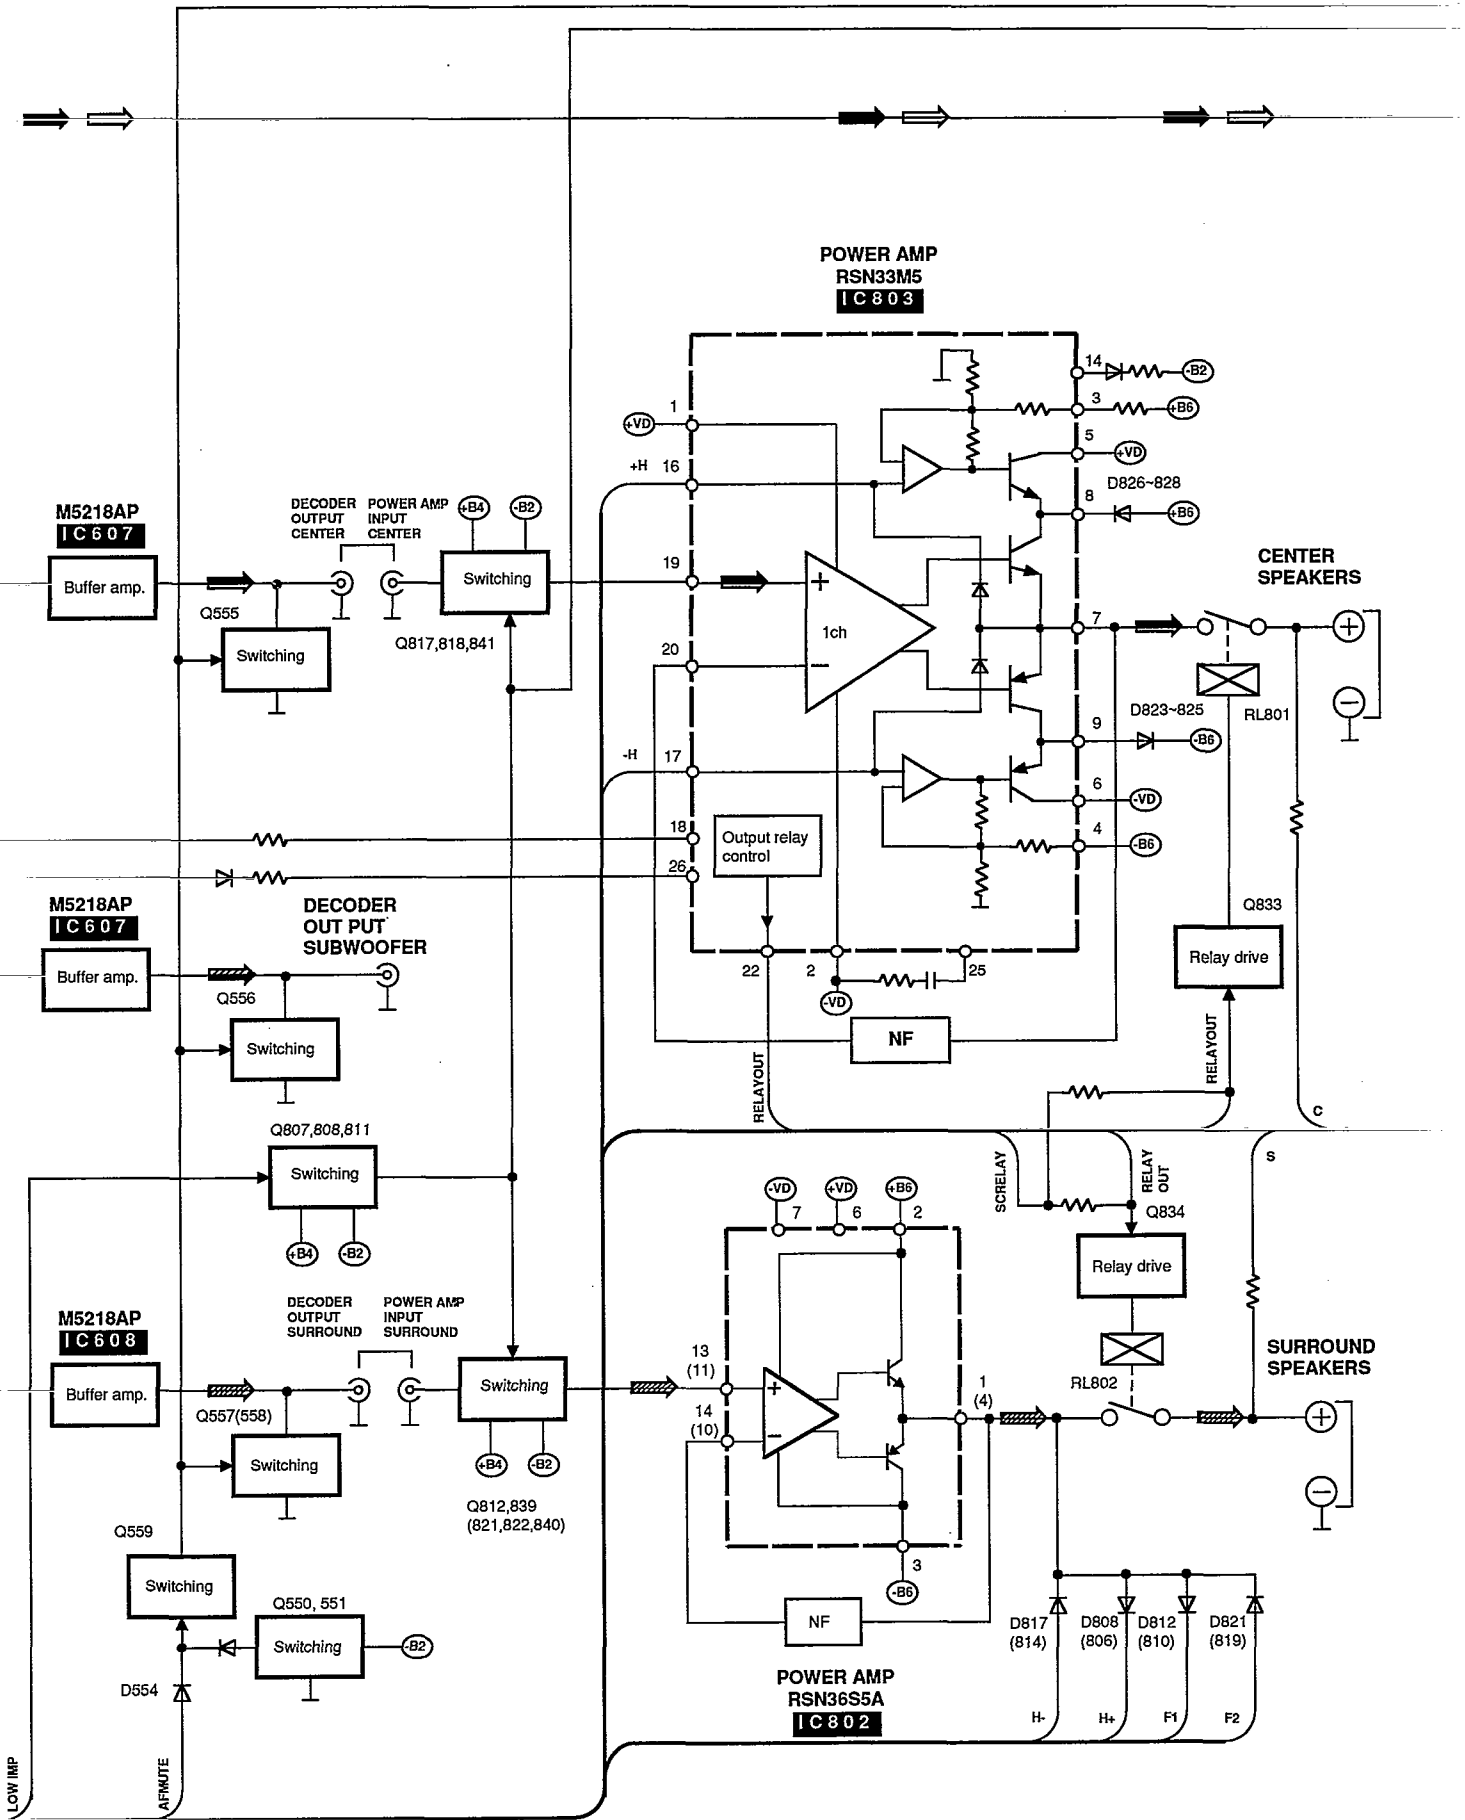 POWER AMP
RSN33M5
IC803
14
-B2
3
+B6
1
+VD
5
+VD
+H
16
D826~828
8
+B6
M5218AP
IC607
DECODER
OUTPUT
CENTER
POWER AMP
INPUT
CENTER
+B4
-B2
Buffer amp.
Switching
19
+
CENTER
SPEAKERS
Q555
Switching
Q817,818,841
1ch
7
+
20
−
RL801
−
D823~825
9
-B6
-H
17
6
-VD
18
Output relay
control
4
-B6
26
M5218AP
IC607
DECODER
OUT PUT
SUBWOOFER
Q833
Buffer amp.
Relay drive
Q556
22
2
25
-VD
Switching
NF
RELAYOUT
RELAYOUT
C
Q807,808,811
Switching
SCRELAY
RELAY
OUT
S
-VD
+VD
+B6
7
6
2
Q834
+B4
-B2
Relay drive
M5218AP
IC608
DECODER
OUTPUT
SURROUND
POWER AMP
INPUT
SURROUND
SURROUND
SPEAKERS
Buffer amp.
Switching
13
(11)
+
1
(4)
RL802
Q557(558)
14
(10)
−
+
Switching
+B4
-B2
−
Q812,839
(821,822,840)
Q559
3
-B6
Switching
Q550, 551
Switching
-B2
NF
D817
(814)
D808
(806)
D812
(810)
D821
(819)
D554
POWER AMP
RSN36S5A
IC802
H-
H+
F1
F2
LOW IMP
AFMUTE